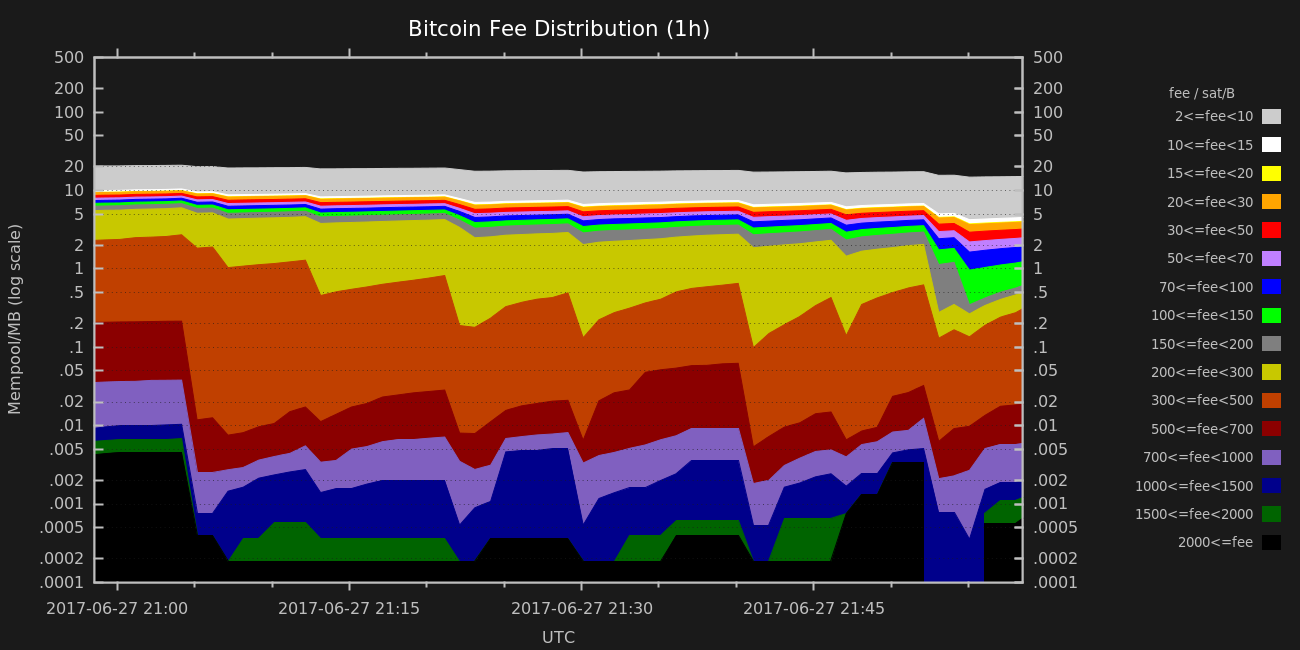 Bitcoin Fee Distribution (1h)
Mempool/MB (log scale)
500
200
100
50
20
10
5
2
1
.5
.2
.1
.05
.02
.01
.005
.002
.001
.0005
.0002
.0001
500
200
100
50
20
10
5
2
1
.5
.2
.1
.05
.02
.01
.005
.002
.001
.0005
.0002
.0001
2017-06-27 21:00 2017-06-27 21:15 2017-06-27 21:30 2017-06-27 21:45
UTC
fee / sat/B
2<=fee<10
10<=fee<15
15<=fee<20
20<=fee<30
30<=fee<50
50<=fee<70
70<=fee<100
100<=fee<150
150<=fee<200
200<=fee<300
300<=fee<500
500<=fee<700
700<=fee<1000
1000<=fee<1500
1500<=fee<2000
2000<=fee